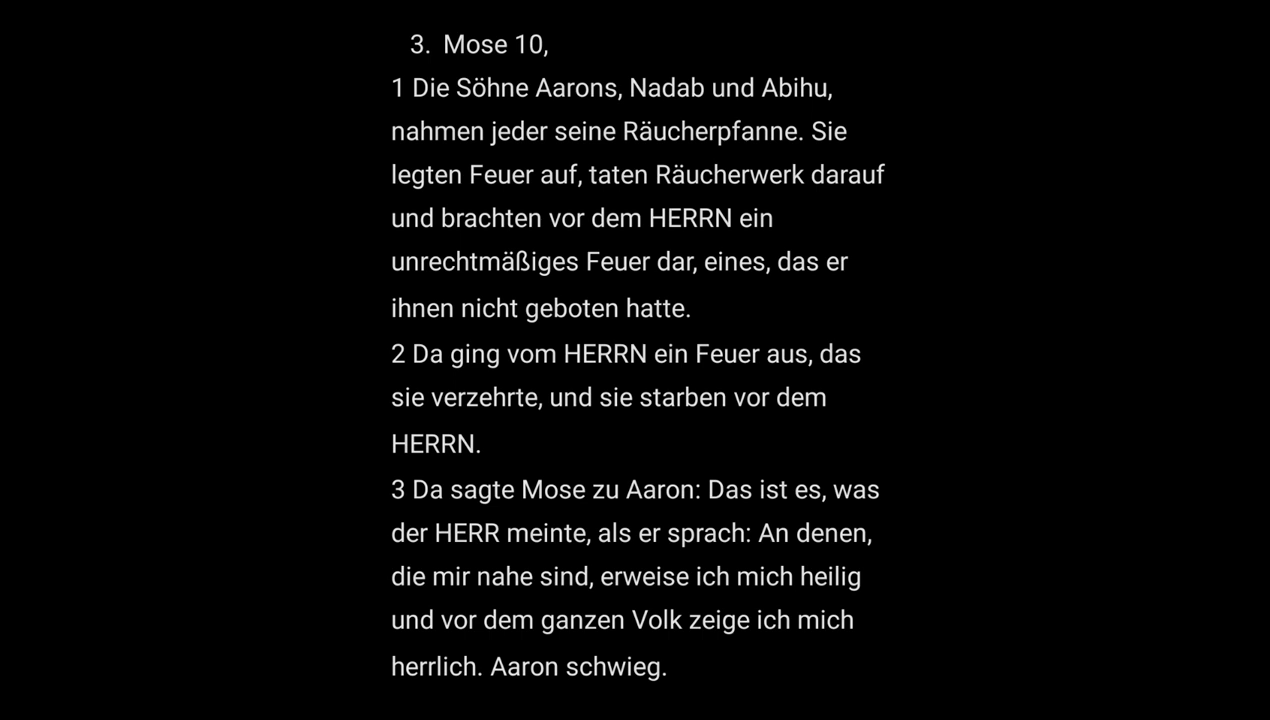 3. Mose 10,
1 Die Söhne Aarons, Nadab und Abihu,
nahmen jeder seine Räucherpfanne. Sie
legten Feuer auf, taten Räucherwerk darauf
und brachten vor dem HERRN ein
unrechtmäßiges Feuer dar, eines, das er
ihnen nicht geboten hatte.
2 Da ging vom HERRN ein Feuer aus, das
sie verzehrte, und sie starben vor dem
HERRN.
3 Da sagte Mose zu Aaron: Das ist es, was
der HERR meinte, als er sprach: An denen,
die mir nahe sind, erweise ich mich heilig
und vor dem ganzen Volk zeige ich mich
herrlich. Aaron schwieg.